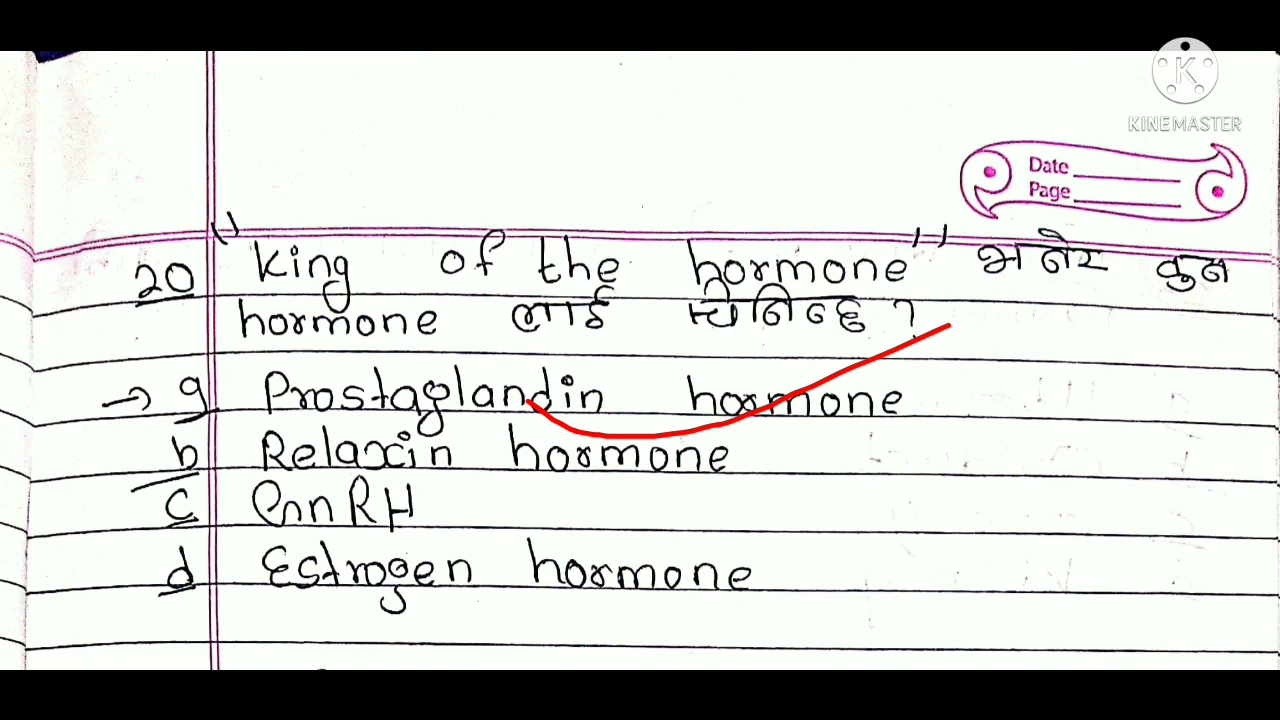 KINEMASTER
Date
Page
20 "King of the hormone" भनेर कुन
hormone लाई चिनिन्छ ?
→ a Prostaglandin hormone
b Relaxin hormone
c GnRH
d Estrogen hormone